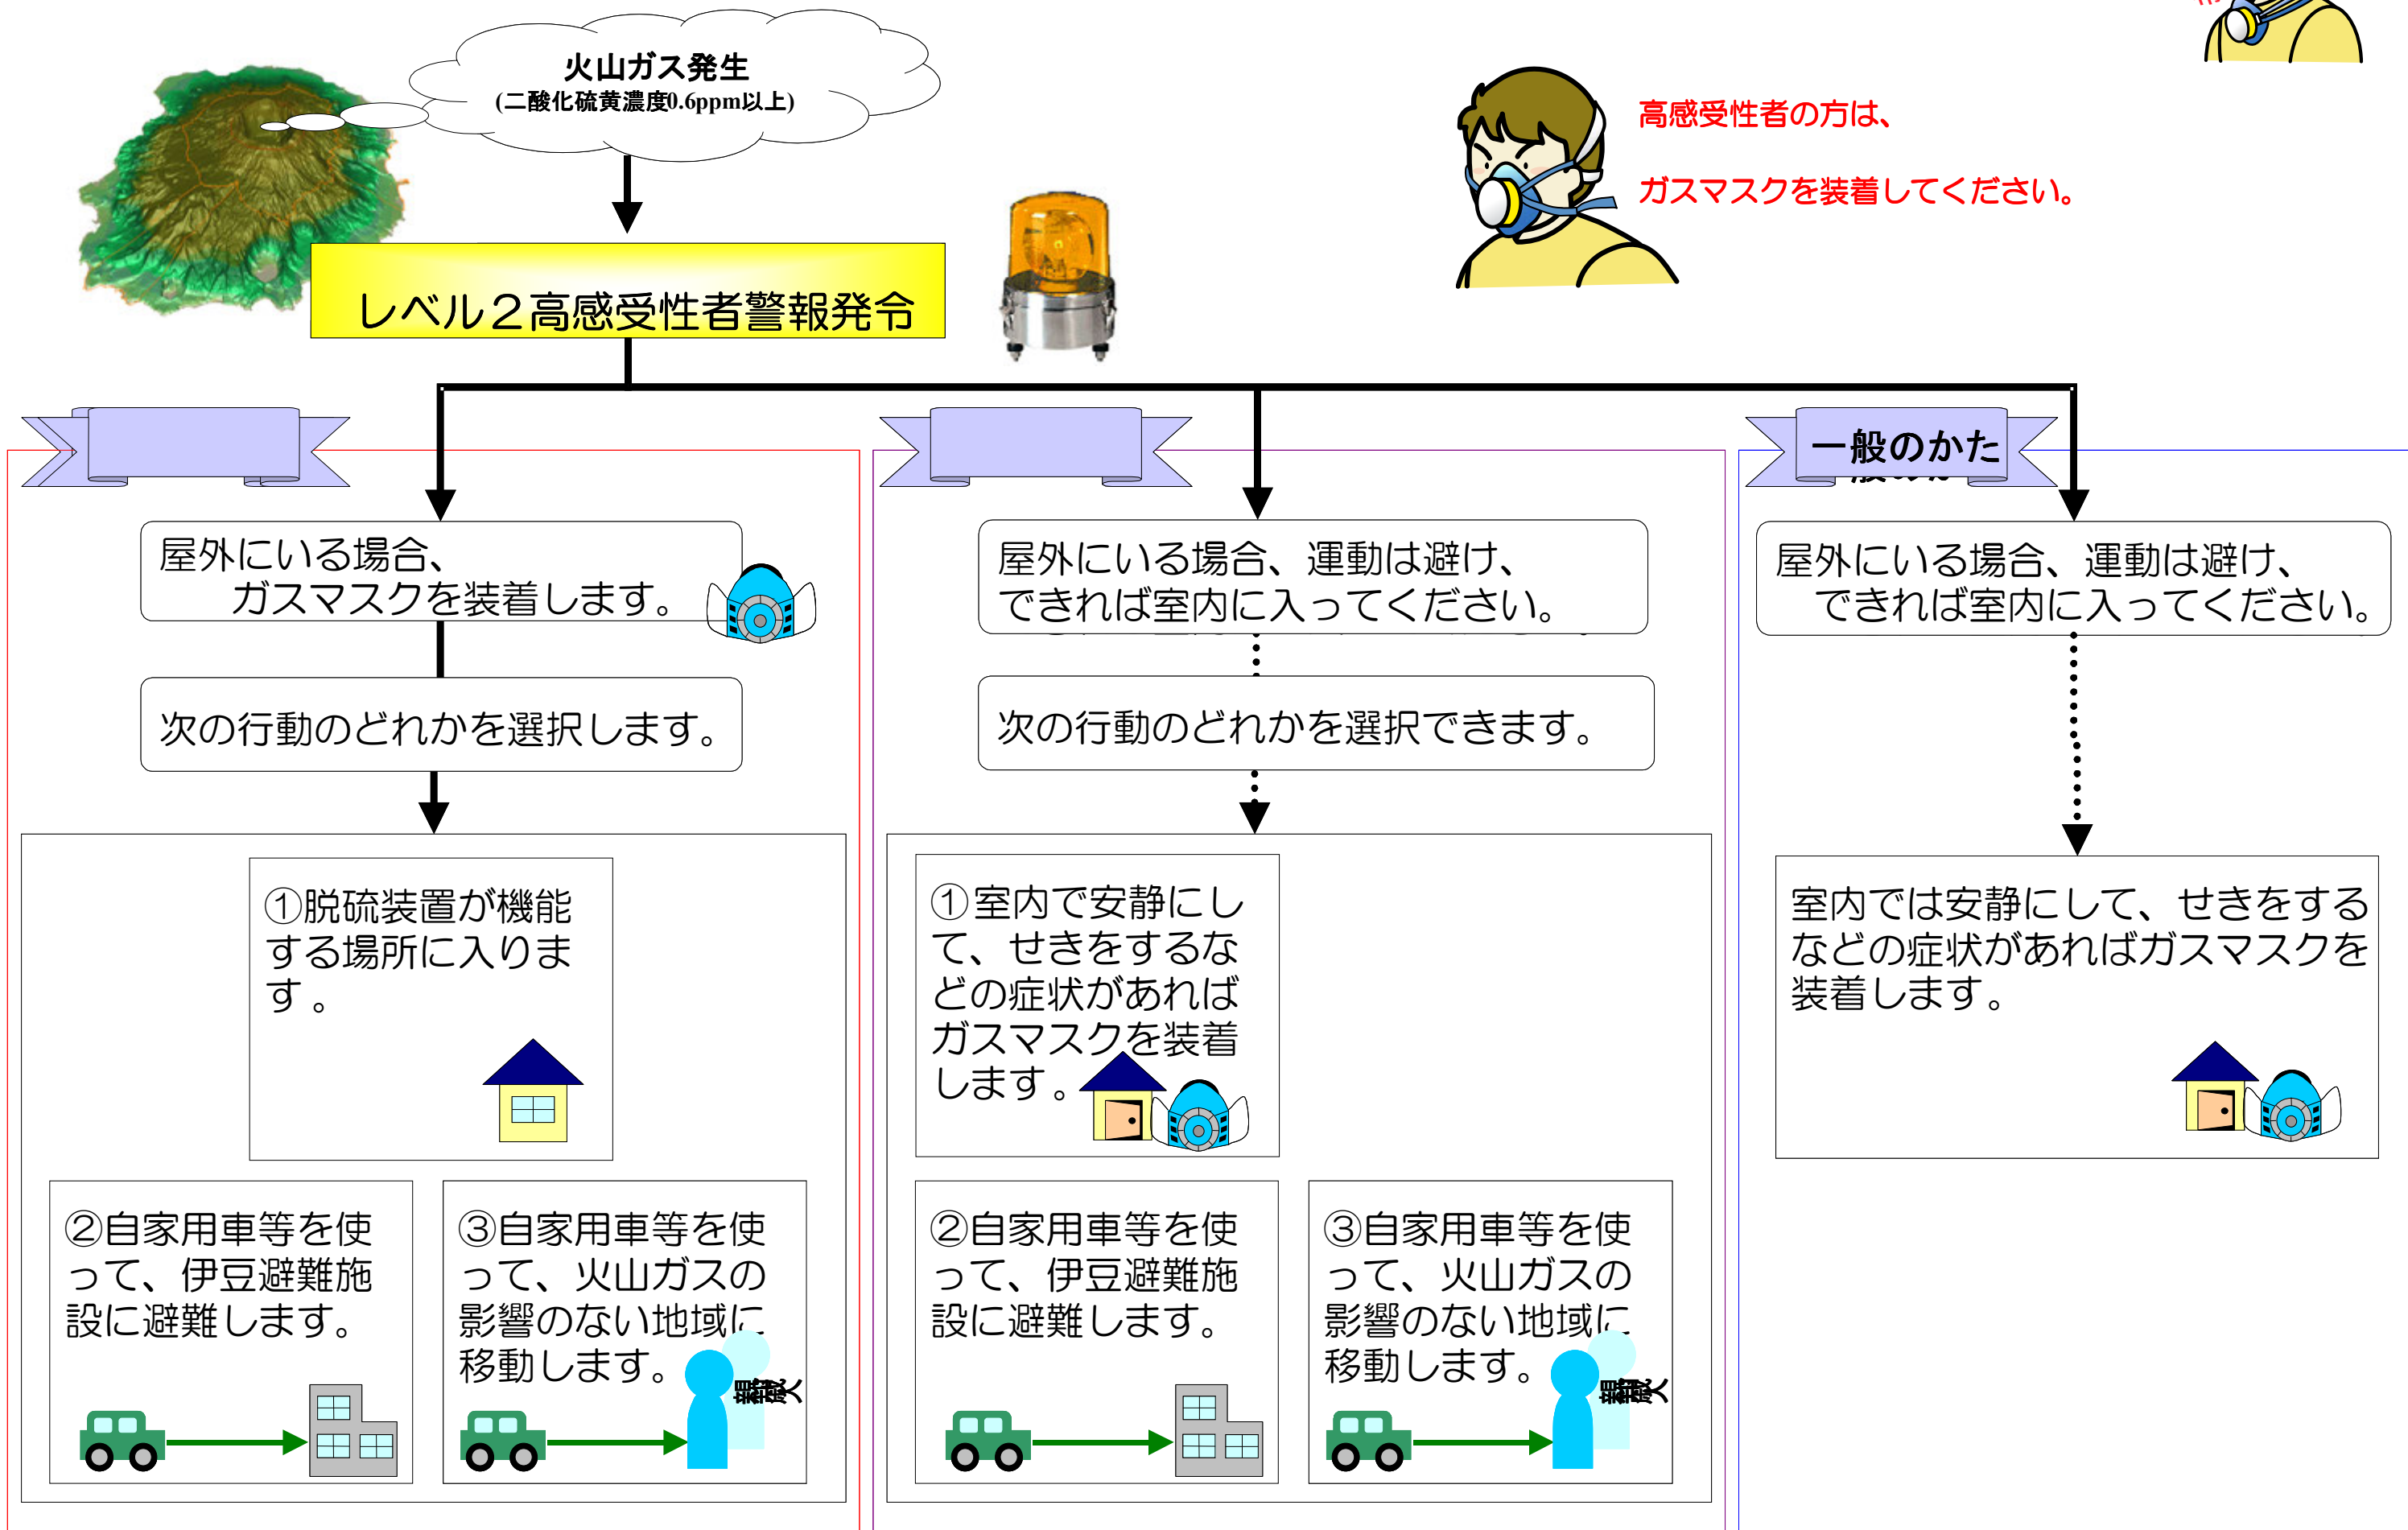 火山ガス発生
(二酸化硫黄濃度0.6ppm以上)
高感受性者の方は、
ガスマスクを装着してください。
レベル２高感受性者警報発令
一般のかた
屋外にいる場合、
ガスマスクを装着します。
次の行動のどれかを選択します。
①脱硫装置が機能
する場所に入りま
す。
②自家用車等を使
って、伊豆避難施
設に避難します。
③自家用車等を使
って、火山ガスの
影響のない地域に
移動します。
屋外にいる場合、運動は避け、
できれば室内に入ってください。
次の行動のどれかを選択できます。
①室内で安静にし
て、せきをするな
どの症状があれば
ガスマスクを装着
します。
②自家用車等を使
って、伊豆避難施
設に避難します。
③自家用車等を使
って、火山ガスの
影響のない地域に
移動します。
屋外にいる場合、運動は避け、
できれば室内に入ってください。
室内では安静にして、せきをする
などの症状があればガスマスクを
装着します。